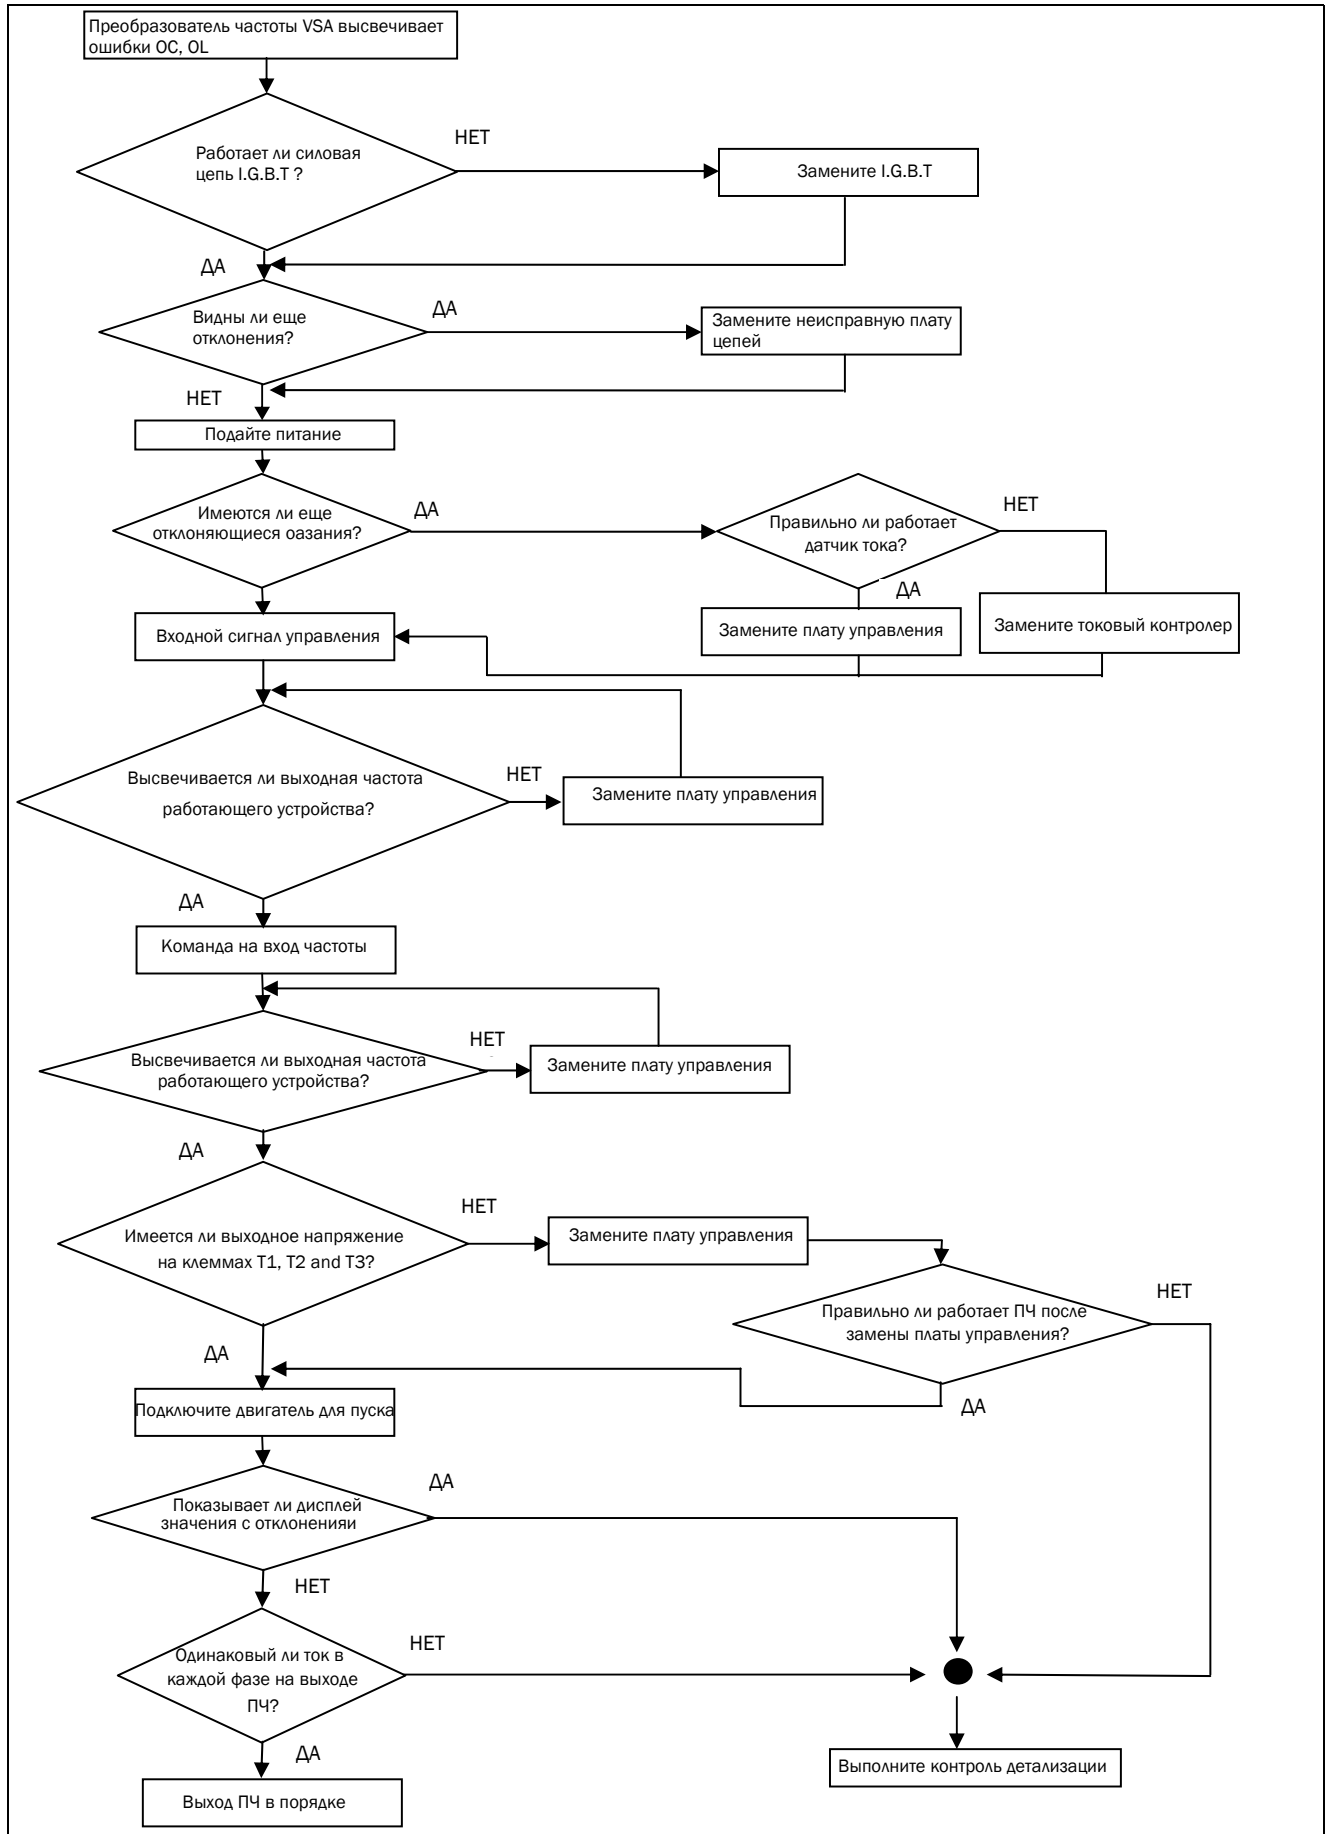 Преобразователь частоты VSA высвечивает
ошибки OC, OL
Работает ли силовая
цепь I.G.B.T ?
НЕТ
Замените I.G.B.T
ДА
Видны ли еще
отклонения?
ДА
Замените неисправную плату
цепей
НЕТ
Подайте питание
Имеются ли еще
отклоняющиеся оазания?
ДА
Правильно ли работает
датчик тока?
НЕТ
ДА
Входной сигнал управления
Замените плату управления
Замените токовый контролер
Высвечивается ли выходная частота
работающего устройства?
НЕТ
Замените плату управления
ДА
Команда на вход частоты
Высвечивается ли выходная частота
работающего устройства?
НЕТ
Замените плату управления
ДА
Имеется ли выходное напряжение
на клеммах T1, T2 and T3?
НЕТ
Замените плату управления
Правильно ли работает ПЧ после
замены платы управления?
НЕТ
ДА
ДА
Подключите двигатель для пуска
Показывает ли дисплей
значения с отклоненияи
ДА
НЕТ
Одинаковый ли ток в
каждой фазе на выходе
ПЧ?
НЕТ
ДА
Выполните контроль детализации
Выход ПЧ в порядке